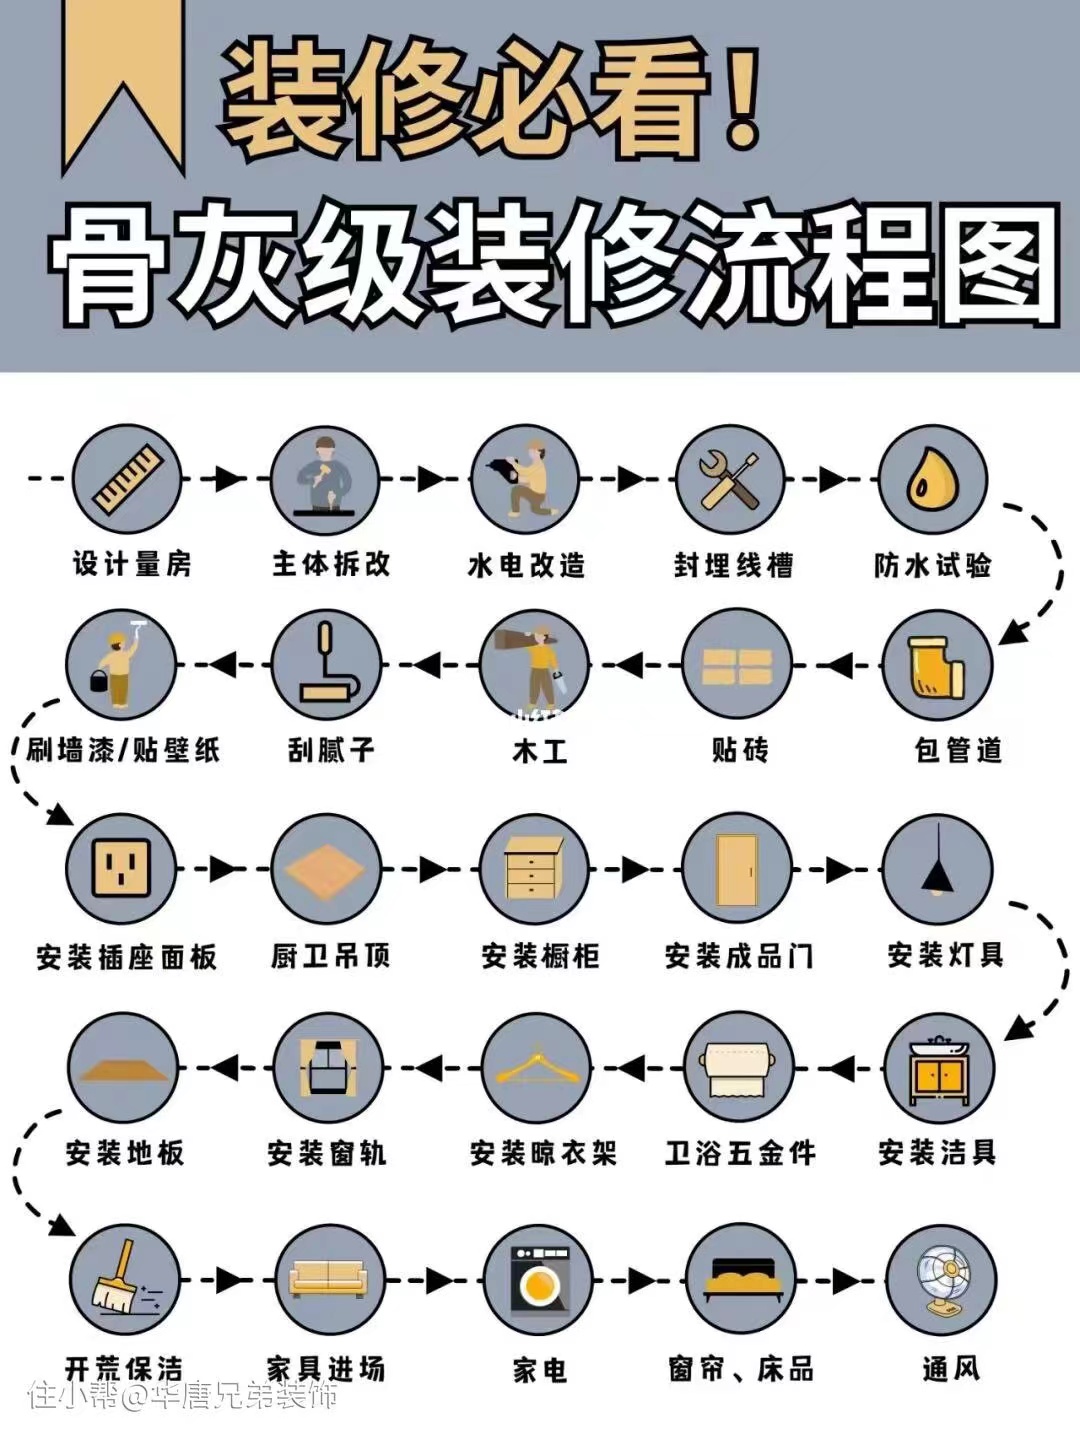 装修必看!
骨灰级装修流程图
设计量房 主体拆改 水电改造 封埋线槽 防水试验
刷墙漆/贴壁纸 刮腻子 木工 贴砖 包管道
安装插座面板 厨卫吊顶 安装橱柜 安装成品门 安装灯具
安装地板 安装窗轨 安装晾衣架 卫浴五金件 安装洁具
开荒保洁 家具进场 家电 窗帘、床品 通风
住小帮@华唐兄弟装饰